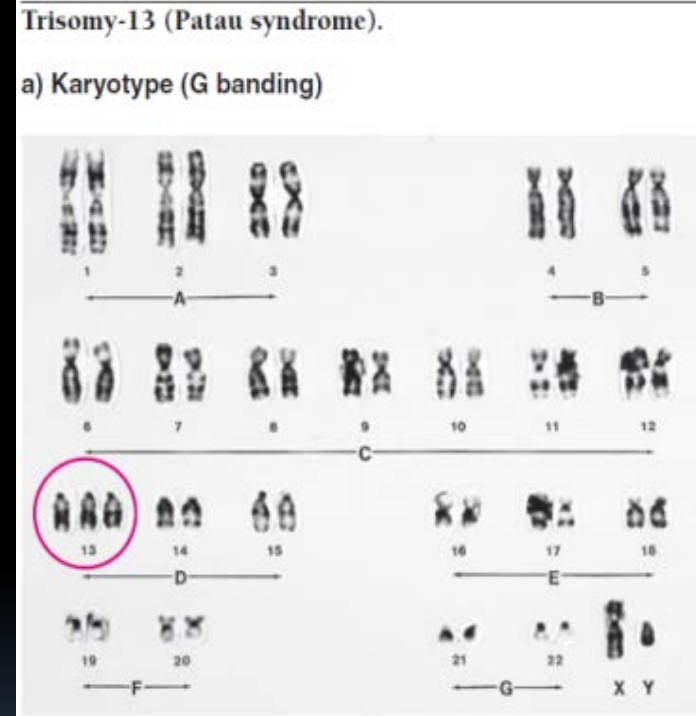 Trisomy-13 (Patau syndrome).
a) Karyotype (G banding)
1 2 3 4 5
A B
6 7 8 9 10 11 12
C
13 14 15 16 17 18
D E
19 20 21 22 X Y
F G